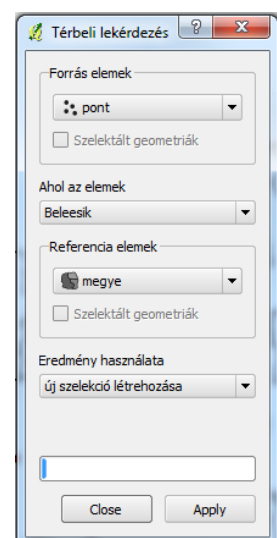 Térbeli lekérdezés
Forrás elemek
pont
Szelektált geometriák
Ahol az elemek
Beleesik
Referencia elemek
megye
Szelektált geometriák
Eredmény használata
új szelekció létrehozása
Close Apply